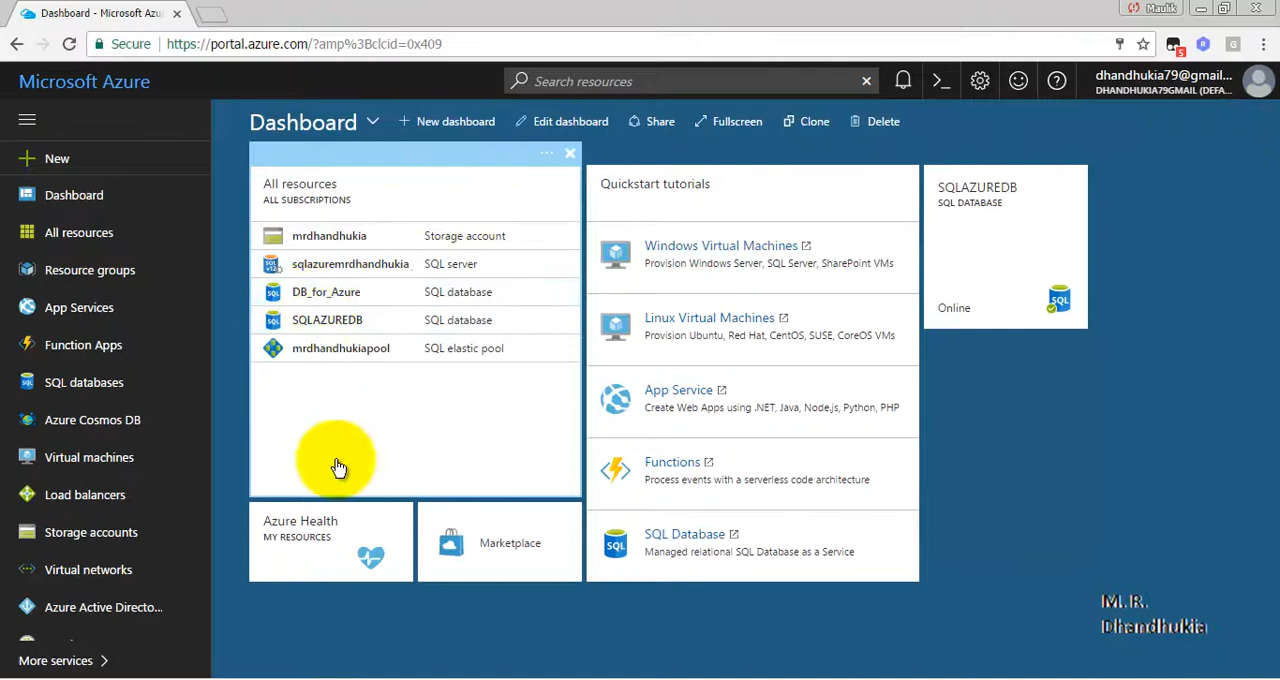 Dashboard - Microsoft Azu
Maulik
Secure
https://portal.azure.com/?amp%3Bclcid=0x409
5
G
Microsoft Azure
Search resources
dhandhukia79@gmail...
DHANDHUKIA79GMAIL (DEFA...
New
Dashboard
All resources
Resource groups
App Services
Function Apps
SQL databases
Azure Cosmos DB
Virtual machines
Load balancers
Storage accounts
Virtual networks
Azure Active Directo...
More services
Dashboard
New dashboard
Edit dashboard
Share
Fullscreen
Clone
Delete
All resources
ALL SUBSCRIPTIONS
mrdhandhukia Storage account
sqlazuremrdhandhukia SQL server
DB_for_Azure SQL database
SQLAZUREDB SQL database
mrdhandhukiapool SQL elastic pool
Azure Health
MY RESOURCES
Marketplace
Quickstart tutorials
Windows Virtual Machines
Provision Windows Server, SQL Server, SharePoint VMs
Linux Virtual Machines
Provision Ubuntu, Red Hat, CentOS, SUSE, CoreOS VMs
App Service
Create Web Apps using .NET, Java, Node.js, Python, PHP
Functions
Process events with a serverless code architecture
SQL
SQL Database
Managed relational SQL Database as a Service
SQLAZUREDB
SQL DATABASE
Online
SQL
M.R.
Dhandhukia